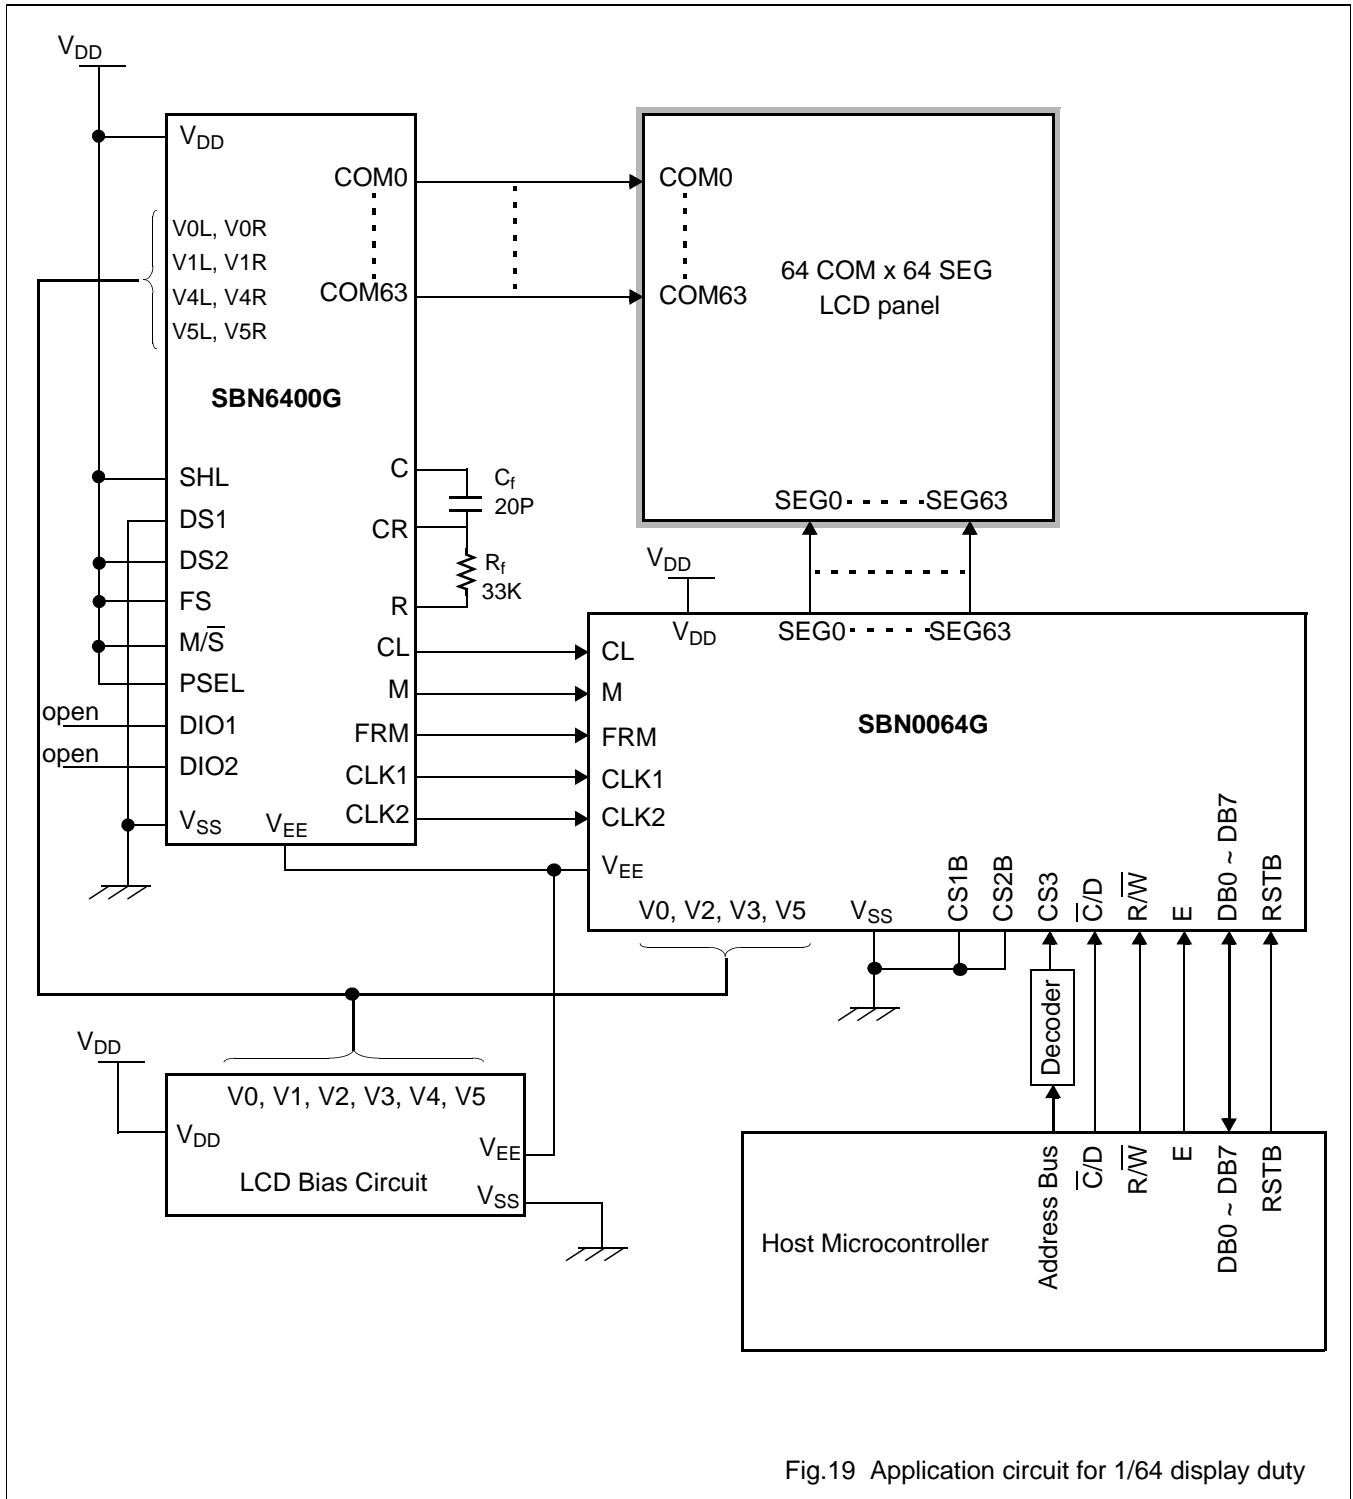 VDD
VDD
COM0
COM0
V0L, V0R
V1L, V1R
V4L, V4R
V5L, V5R
COM63
COM63
64 COM x 64 SEG
LCD panel
SBN6400G
SHL
DS1
DS2
FS
M/S̅
PSEL
open
DIO1
open
DIO2
VSS
VEE
C
CR
R
Cf
20P
Rf
33K
CL
M
FRM
CLK1
CLK2
SEG0
SEG63
VDD
VDD
SEG0
SEG63
CL
M
FRM
CLK1
CLK2
SBN0064G
VEE
V0, V2, V3, V5
VSS
CS1B
CS2B
CS3
C̅/D
R/W̅
E
DB0 ~ DB7
RSTB
Decoder
VDD
V0, V1, V2, V3, V4, V5
VDD
VEE
LCD Bias Circuit
VSS
Address Bus
C̅/D
R/W̅
E
DB0 ~ DB7
RSTB
Host Microcontroller
Fig.19 Application circuit for 1/64 display duty